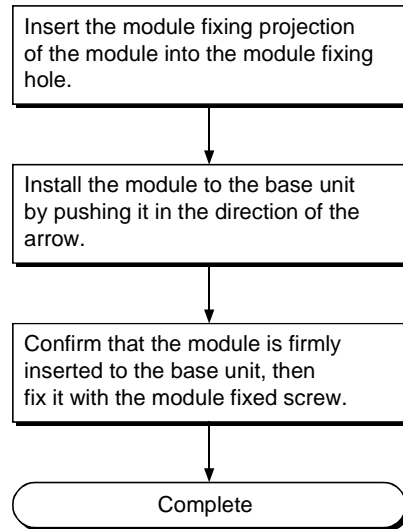 Insert the module fixing projection
of the module into the module fixing
hole.
Install the module to the base unit
by pushing it in the direction of the
arrow.
Confirm that the module is firmly
inserted to the base unit, then
fix it with the module fixed screw.
Complete